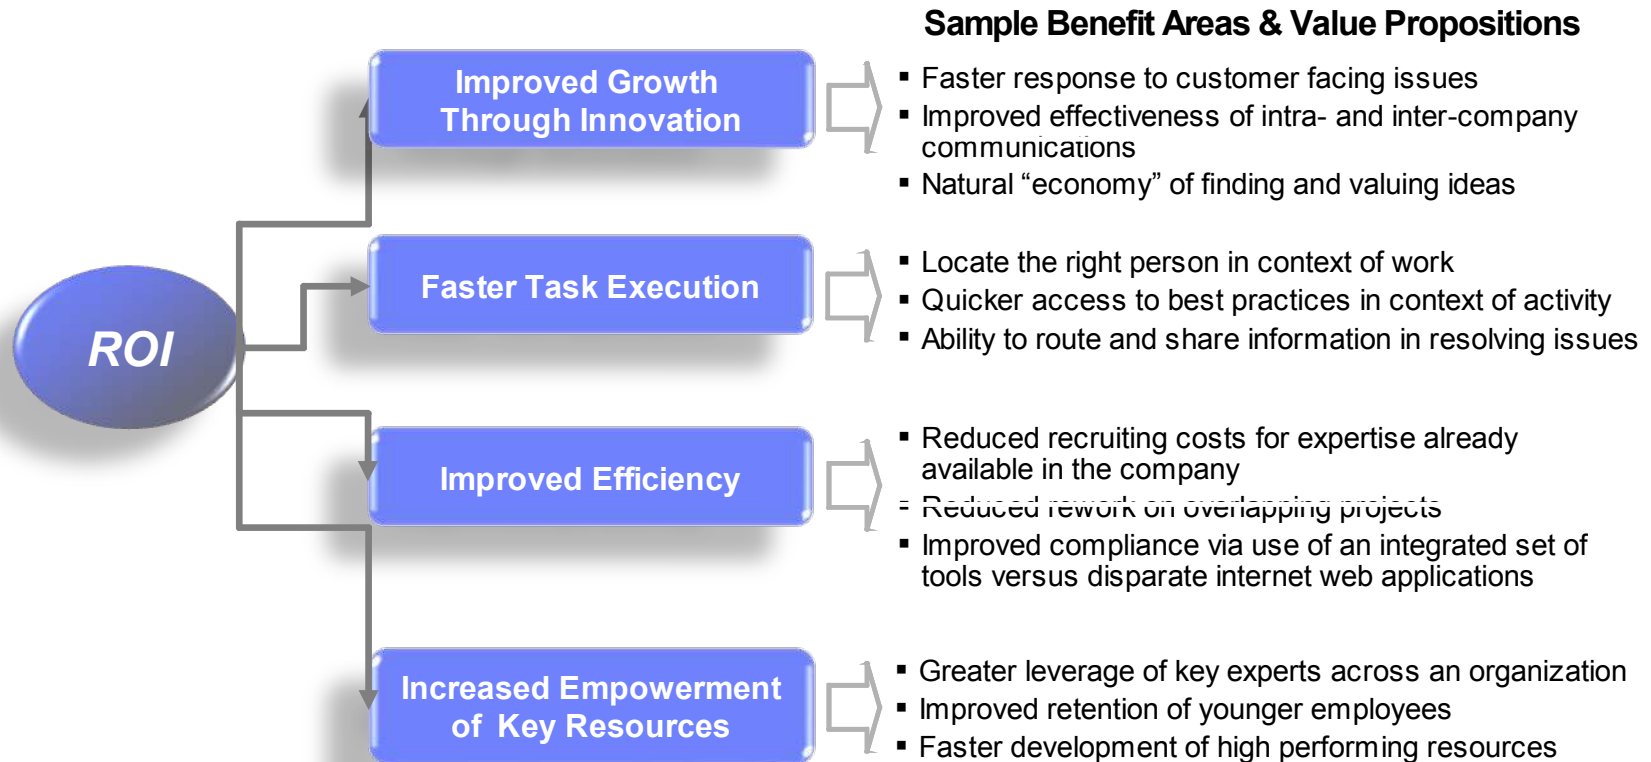 Sample Benefit Areas & Value Propositions
Improved Growth
Through Innovation
▪ Faster response to customer facing issues
▪ Improved effectiveness of intra- and inter-company
communications
▪ Natural “economy” of finding and valuing ideas
ROI
Faster Task Execution
▪ Locate the right person in context of work
▪ Quicker access to best practices in context of activity
▪ Ability to route and share information in resolving issues
Improved Efficiency
▪ Reduced recruiting costs for expertise already
available in the company
▪ Reduced rework on overlapping projects
▪ Improved compliance via use of an integrated set of
tools versus disparate internet web applications
Increased Empowerment
of Key Resources
▪ Greater leverage of key experts across an organization
▪ Improved retention of younger employees
▪ Faster development of high performing resources